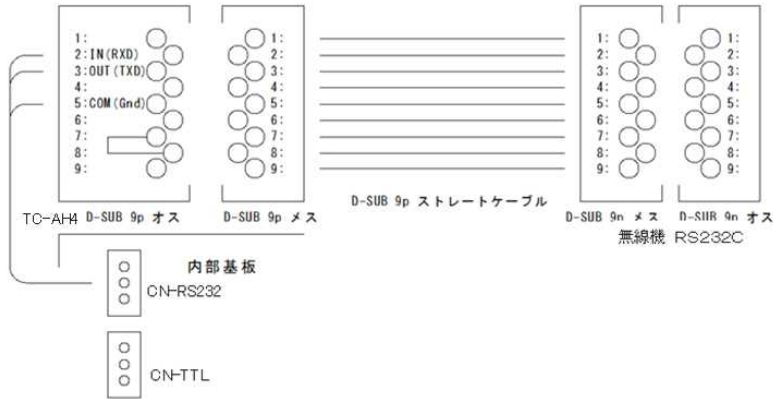 1:
2:IN(RXD)
3:OUT(TXD)
4:
5:COM(Gnd)
6:
7:
8:
9:
1:
2:
3:
4:
5:
6:
7:
8:
9:
1:
2:
3:
4:
5:
6:
7:
8:
9:
1:
2:
3:
4:
5:
6:
7:
8:
9:
TC-AH4 D-SUB 9p オス
D-SUB 9p メス
D-SUB 9p ストレートケーブル
D-SUB 9p メス
D-SUB 9p オス
無線機 RS232C
内部基板
CN-RS232
CN-TTL